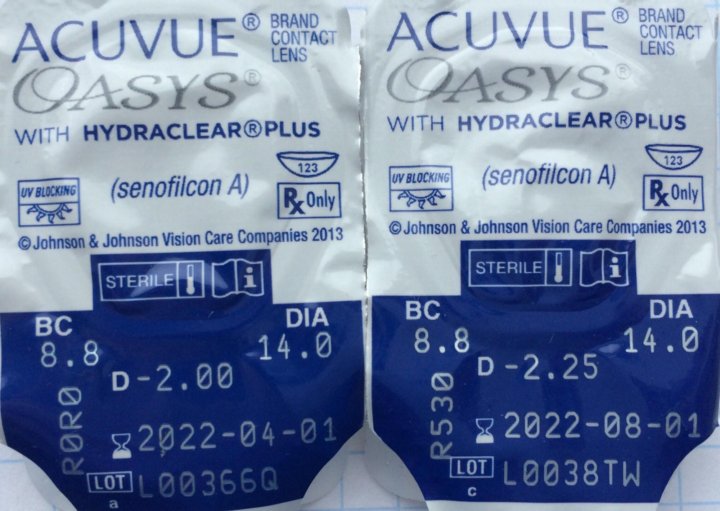 ACUVUE® BRAND CONTACT LENS
OASYS®
WITH HYDRACLEAR®PLUS
123
UV BLOCKING
(senofilcon A)
Rx Only
©Johnson & Johnson Vision Care Companies 2013
STERILE i
BC DIA
8.8 14.0
D -2.00
R0R0
2022-04-01
LOT L00366Q
a
ACUVUE® BRAND CONTACT LENS
OASYS®
WITH HYDRACLEAR®PLUS
123
UV BLOCKING
(senofilcon A)
Rx Only
©Johnson & Johnson Vision Care Companies 2013
STERILE i
BC DIA
8.8 14.0
D -2.25
R530
2022-08-01
LOT L0038TW
c